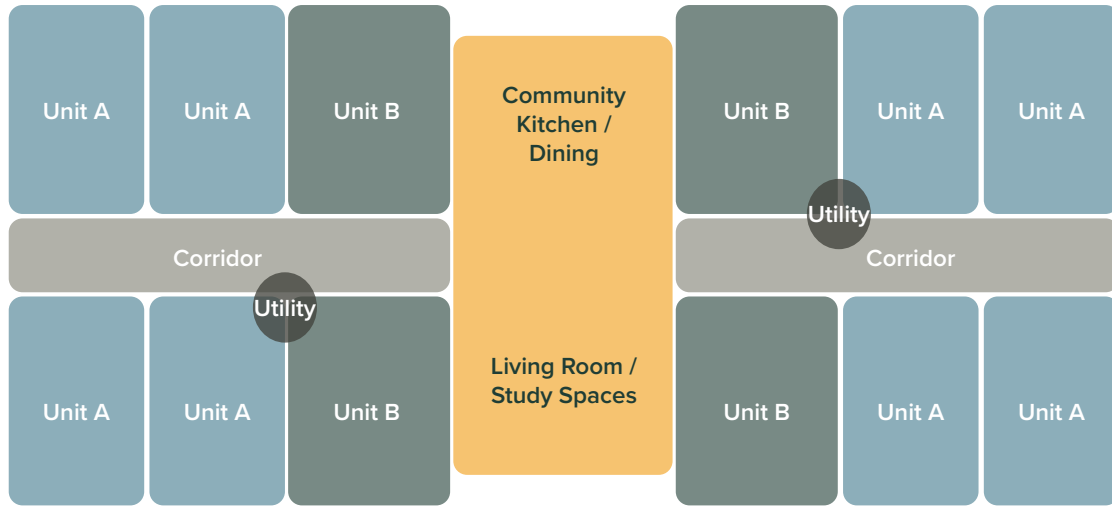 Unit A
Unit A
Unit B
Community
Kitchen /
Dining
Unit B
Unit A
Unit A
Utility
Corridor
Corridor
Utility
Living Room /
Study Spaces
Unit A
Unit A
Unit B
Unit B
Unit A
Unit A